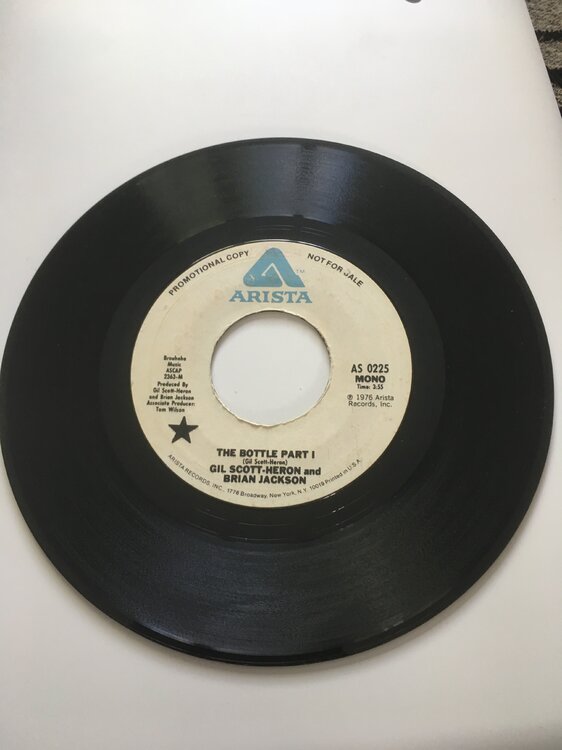 PROMOTIONAL COPY
NOT FOR SALE
TM
ARISTA
Brouhaha
Music
ASCAP
2363-M
Produced By
Gil Scott-Heron
and Brian Jackson
Associate Producer:
Tom Wilson
AS 0225
MONO
Time: 3:55
℗ 1976 Arista
Records, Inc.
THE BOTTLE PART I
(Gil Scott-Heron)
GIL SCOTT-HERON and
BRIAN JACKSON
ARISTA RECORDS, INC., 1776 Broadway, New York, N.Y. 10019 Printed in U.S.A.